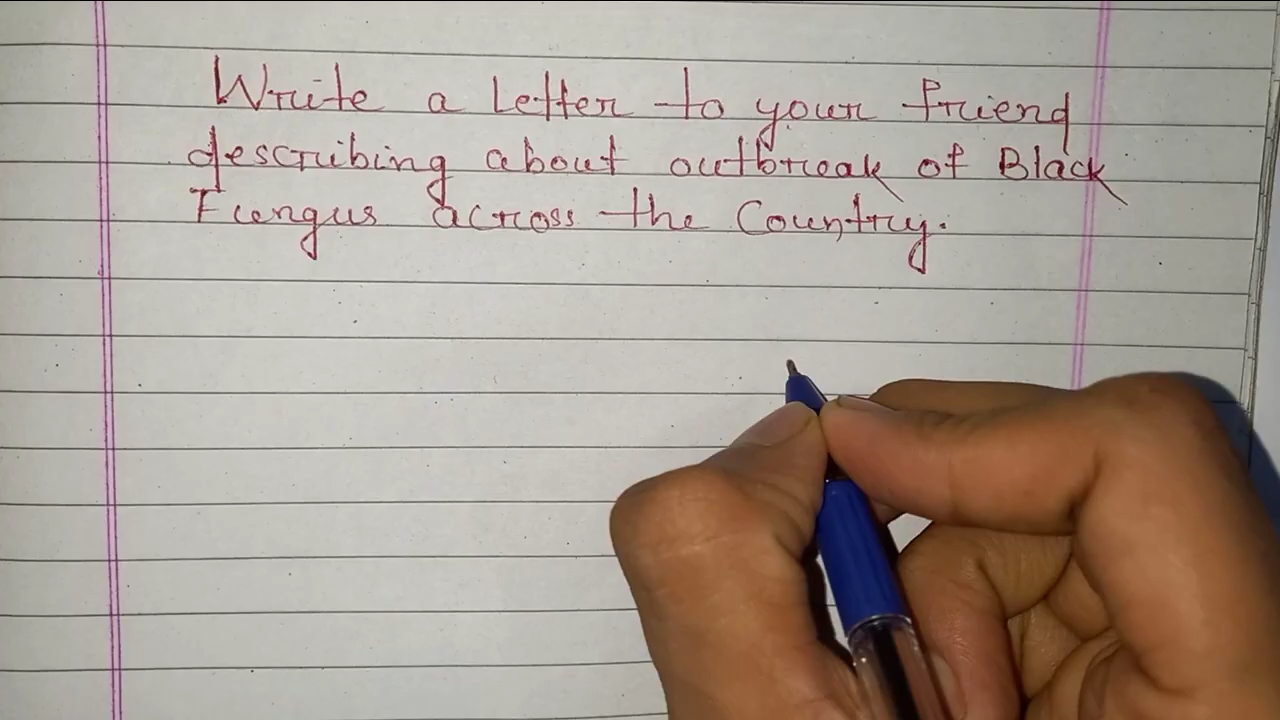 Write a Letter to your friend
describing about outbreak of Black
Fungus across the Country.